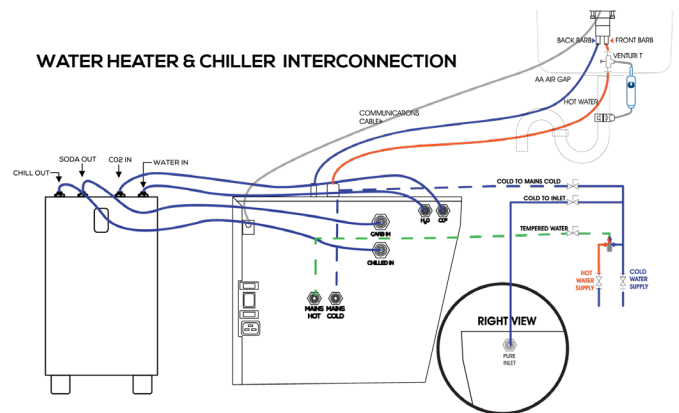 WATER HEATER & CHILLER INTERCONNECTION
BACK BARB
FRONT BARB
VENTURI T
AA AIR GAP
HOT WATER
COMMUNICATIONS
CABLE
CHILL OUT
SODA OUT
CO2 IN
WATER IN
COLD TO MAINS COLD
COLD TO INLET
TEMPERED WATER
H2O
CO2
CARB IN
CHILLED IN
MAINS
HOT
MAINS
COLD
HOT
WATER
SUPPLY
COLD
WATER
SUPPLY
RIGHT VIEW
PURE
INLET